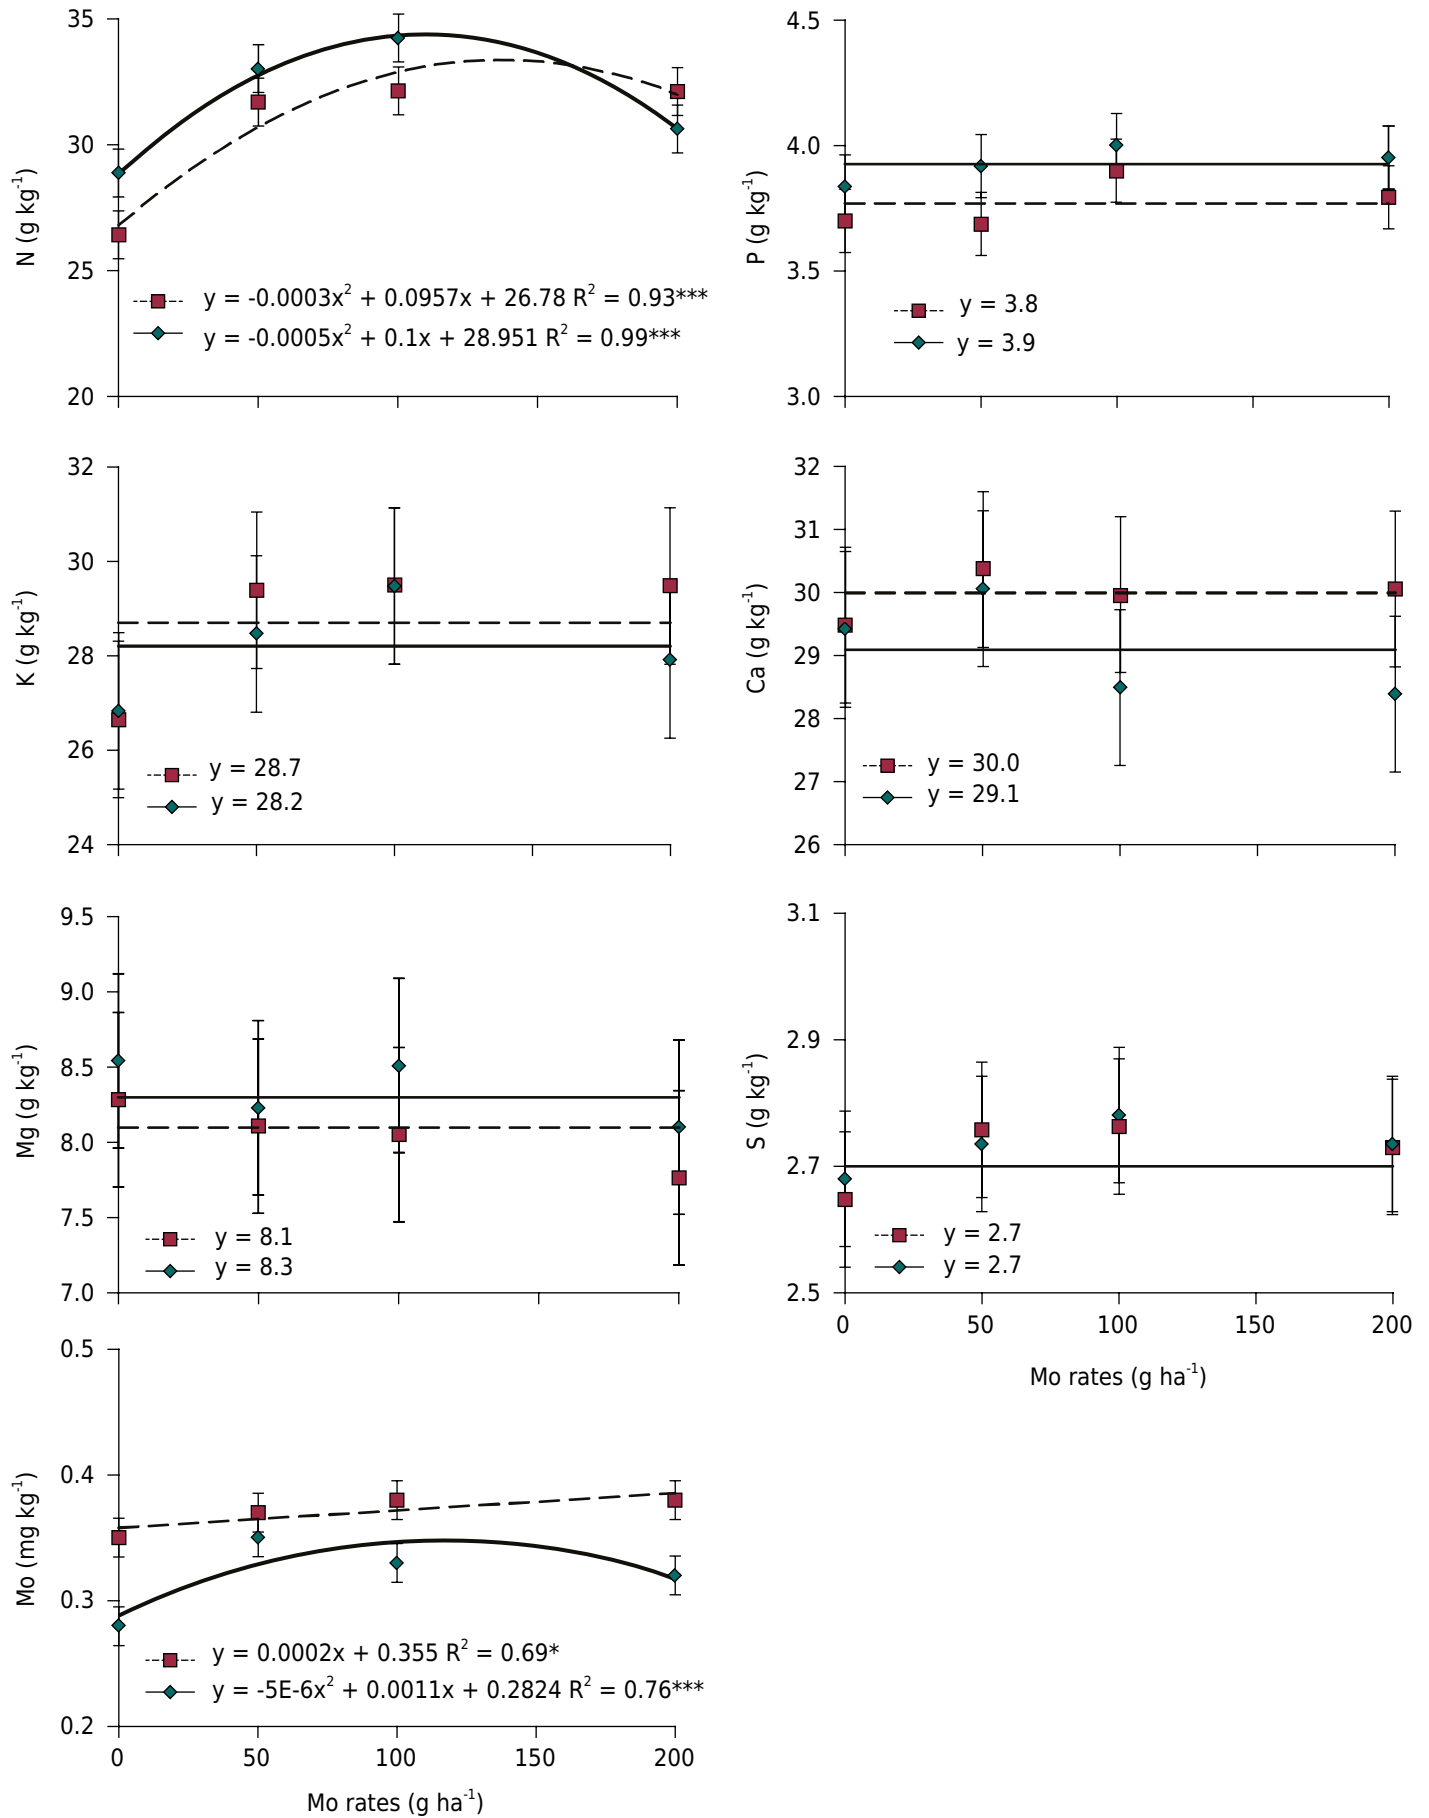 35
30
25
20
N (g kg⁻¹)
y = -0.0003x² + 0.0957x + 26.78 R² = 0.93***
y = -0.0005x² + 0.1x + 28.951 R² = 0.99***
4.5
4.0
3.5
3.0
P (g kg⁻¹)
y = 3.8
y = 3.9
32
30
28
26
24
K (g kg⁻¹)
y = 28.7
y = 28.2
32
31
30
29
28
27
26
Ca (g kg⁻¹)
y = 30.0
y = 29.1
9.5
9.0
8.5
8.0
7.5
7.0
Mg (g kg⁻¹)
y = 8.1
y = 8.3
3.1
2.9
2.7
2.5
S (g kg⁻¹)
y = 2.7
y = 2.7
0 50 100 150 200
Mo rates (g ha⁻¹)
0.5
0.4
0.3
0.2
Mo (mg kg⁻¹)
y = 0.0002x + 0.355 R² = 0.69*
y = -5E-6x² + 0.0011x + 0.2824 R² = 0.76***
0 50 100 150 200
Mo rates (g ha⁻¹)